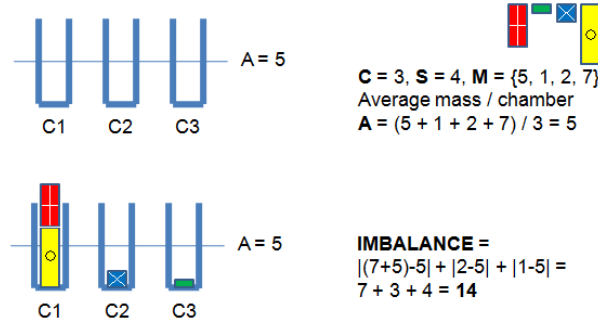 A = 5
C1 C2 C3
C = 3, S = 4, M = {5, 1, 2, 7}
Average mass / chamber
A = (5 + 1 + 2 + 7) / 3 = 5
A = 5
C1 C2 C3
IMBALANCE =
|(7+5)-5| + |2-5| + |1-5| =
7 + 3 + 4 = 14